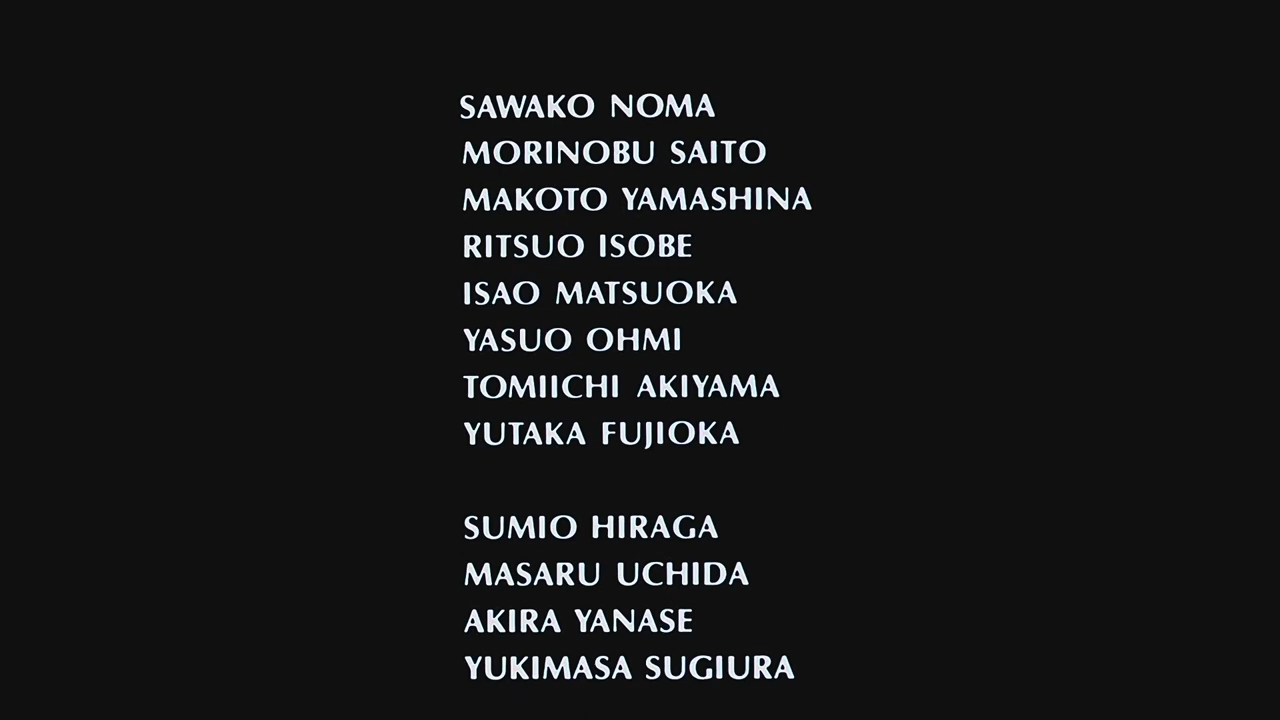 SAWAKO NOMA
MORINOBU SAITO
MAKOTO YAMASHINA
RITSUO ISOBE
ISAO MATSUOKA
YASUO OHMI
TOMIICHI AKIYAMA
YUTAKA FUJIOKA
SUMIO HIRAGA
MASARU UCHIDA
AKIRA YANASE
YUKIMASA SUGIURA